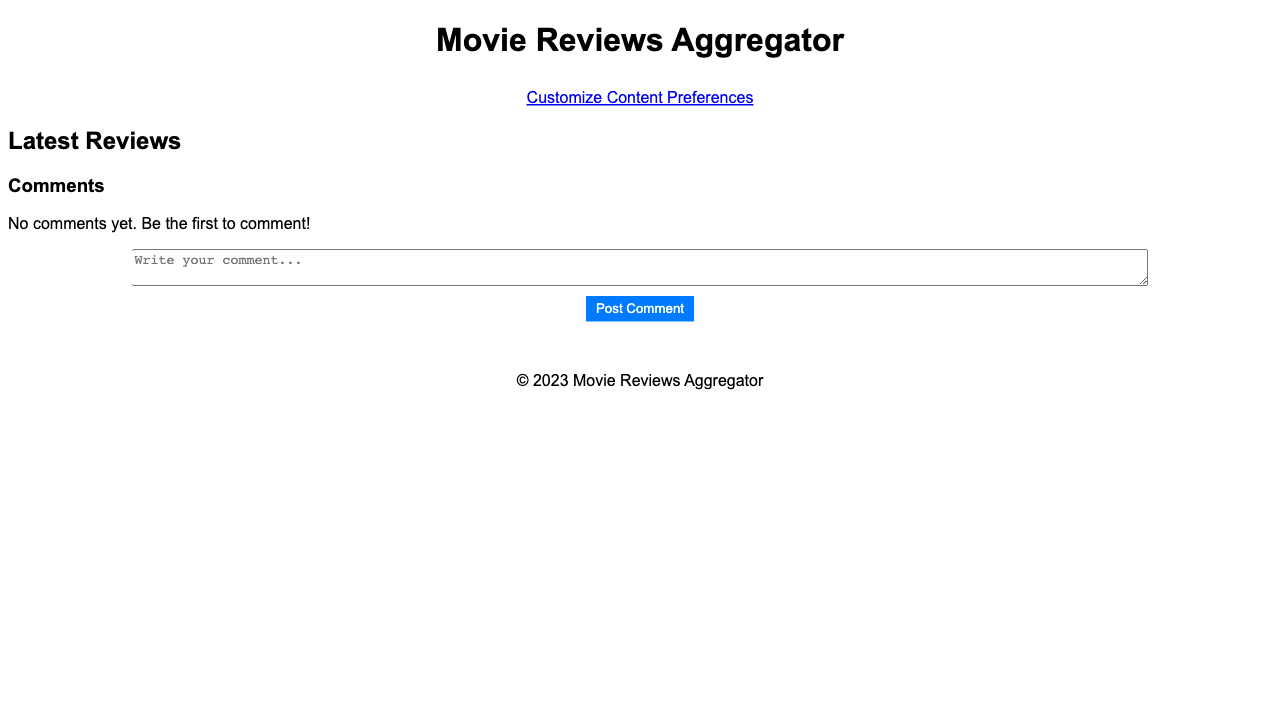 Movie Reviews Aggregator
Customize Content Preferences
Latest Reviews
Comments
No comments yet. Be the first to comment!
Write your comment...
Post Comment
© 2023 Movie Reviews Aggregator